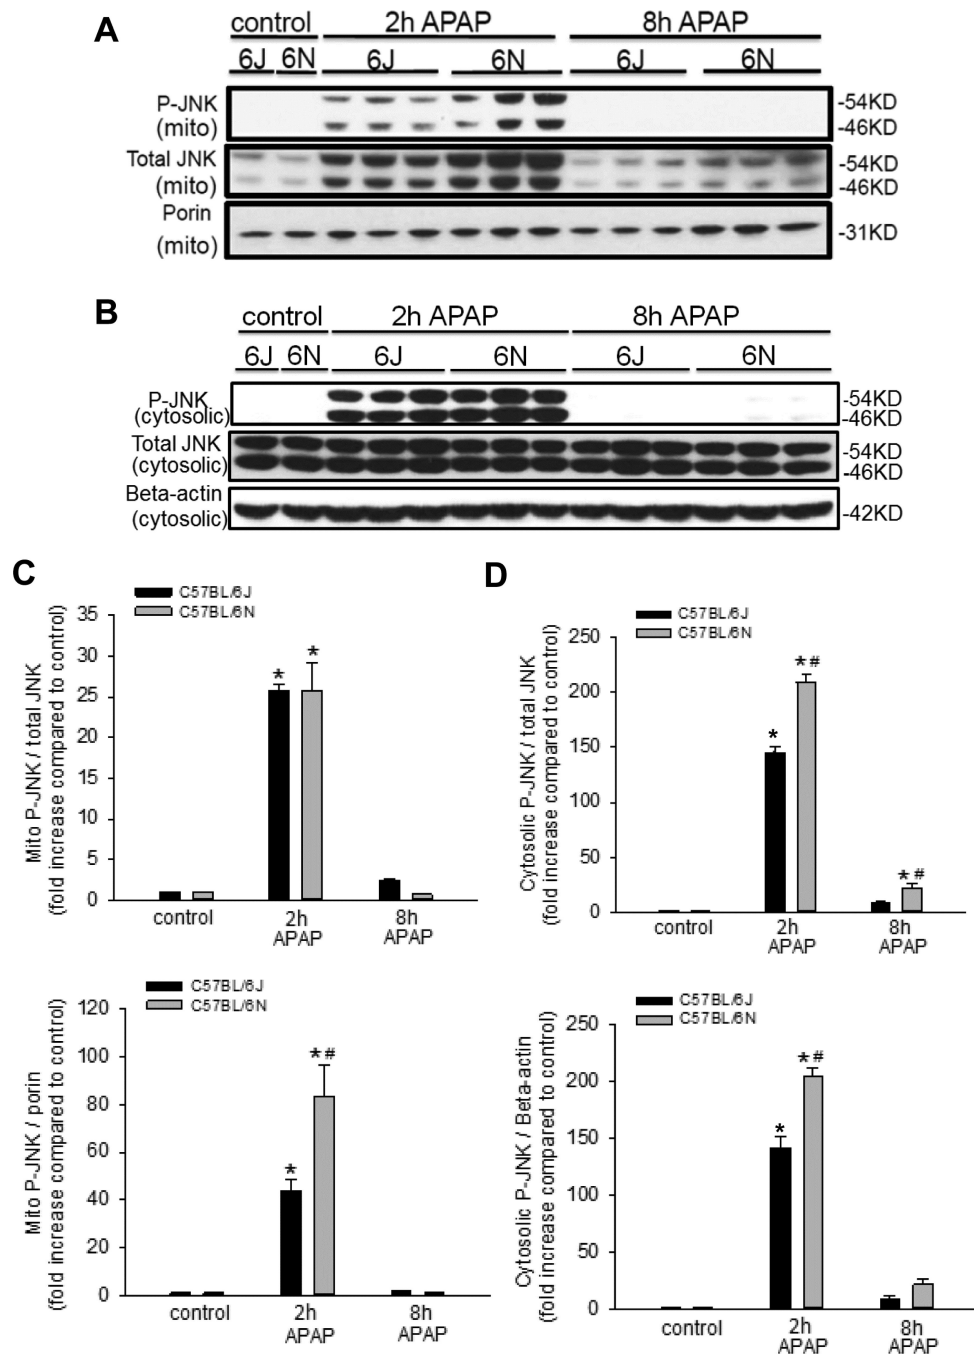 A
control 2h APAP 8h APAP
6J 6N 6J 6N 6J 6N
P-JNK
(mito)
-54KD
-46KD
Total JNK
(mito)
-54KD
-46KD
Porin
(mito)
-31KD
B
control 2h APAP 8h APAP
6J 6N 6J 6N 6J 6N
P-JNK
(cytosolic)
-54KD
-46KD
Total JNK
(cytosolic)
-54KD
-46KD
Beta-actin
(cytosolic)
-42KD
C
C57BL/6J
C57BL/6N
Mito P-JNK / total JNK
(fold increase compared to control)
35
30
25
20
15
10
5
0
* *
control 2h APAP 8h APAP
D
C57BL/6J
C57BL/6N
Cytosolic P-JNK / total JNK
(fold increase compared to control)
250
200
150
100
50
0
* *# *#
control 2h APAP 8h APAP
C57BL/6J
C57BL/6N
Mito P-JNK / porin
(fold increase compared to control)
120
100
80
60
40
20
0
* *#
control 2h APAP 8h APAP
C57BL/6J
C57BL/6N
Cytosolic P-JNK / Beta-actin
(fold increase compared to control)
250
200
150
100
50
0
* *#
control 2h APAP 8h APAP